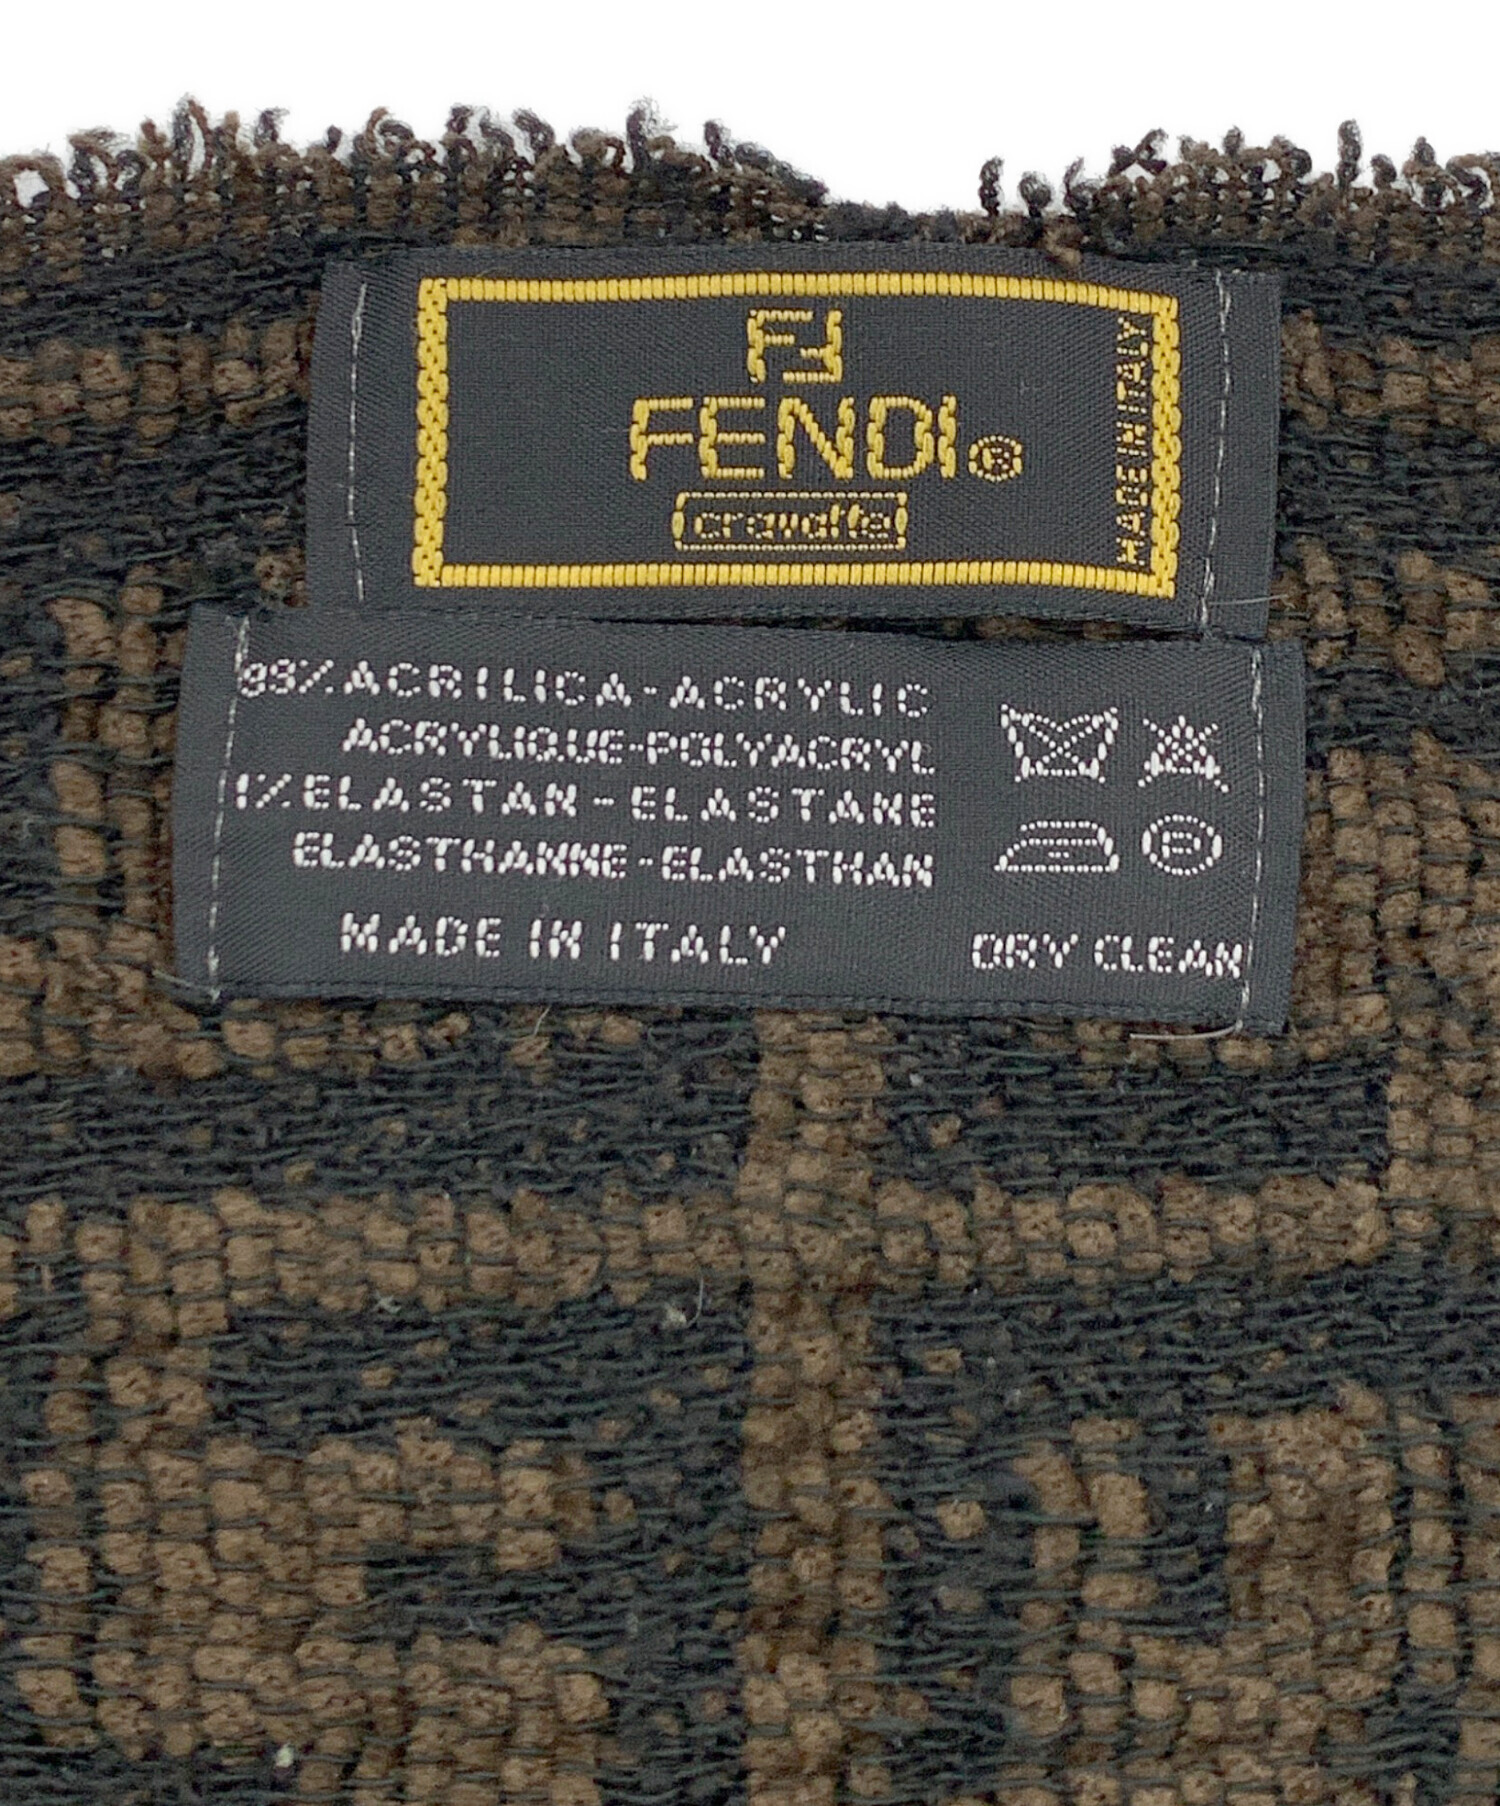 FF
FENDI®
cravatte
MADE IN ITALY
99% ACRILICA - ACRYLIC
ACRYLIQUE-POLYACRYL
1% ELASTAN - ELASTANE
ELASTHANNE - ELASTHAN
MADE IN ITALY
P
DRY CLEAN